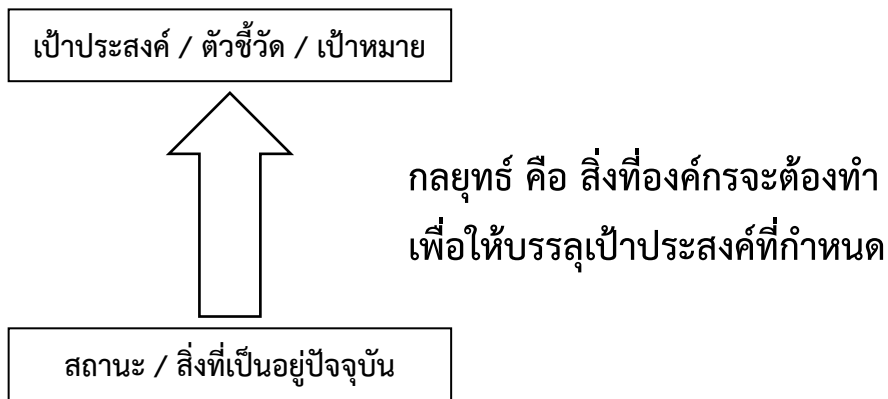 เป้าประสงค์ / ตัวชี้วัด / เป้าหมาย
กลยุทธ์ คือ สิ่งที่องค์กรจะต้องทำ
เพื่อให้บรรลุเป้าประสงค์ที่กำหนด
สถานะ / สิ่งที่เป็นอยู่ปัจจุบัน